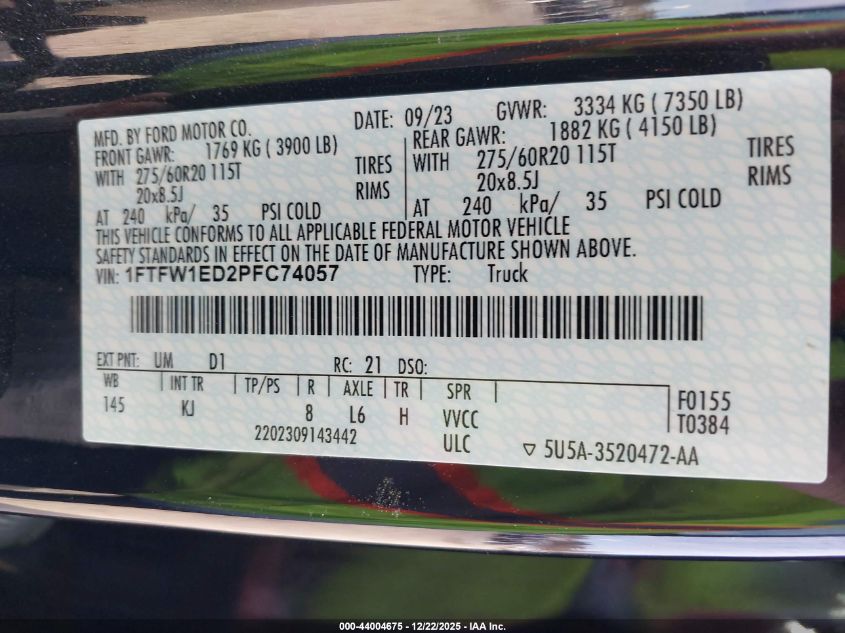 MFD. BY FORD MOTOR CO. DATE: 09/23 GVWR: 3334 KG ( 7350 LB)
FRONT GAWR: 1769 KG ( 3900 LB) REAR GAWR: 1882 KG ( 4150 LB)
WITH 275/60R20 115T TIRES WITH 275/60R20 115T TIRES
20x8.5J RIMS 20x8.5J RIMS
AT 240 kPa/ 35 PSI COLD AT 240 kPa/ 35 PSI COLD
THIS VEHICLE CONFORMS TO ALL APPLICABLE FEDERAL MOTOR VEHICLE
SAFETY STANDARDS IN EFFECT ON THE DATE OF MANUFACTURE SHOWN ABOVE.
VIN: 1FTFW1ED2PFC74057 TYPE: Truck
EXT PNT: UM D1 RC: 21 DSO:
WB INT TR TP/PS R AXLE TR SPR F0155
145 KJ 8 L6 H VVCC T0384
2202309143442 ULC ▽ 5U5A-3520472-AA
000-44004675 • 12/22/2025 - IAA Inc.